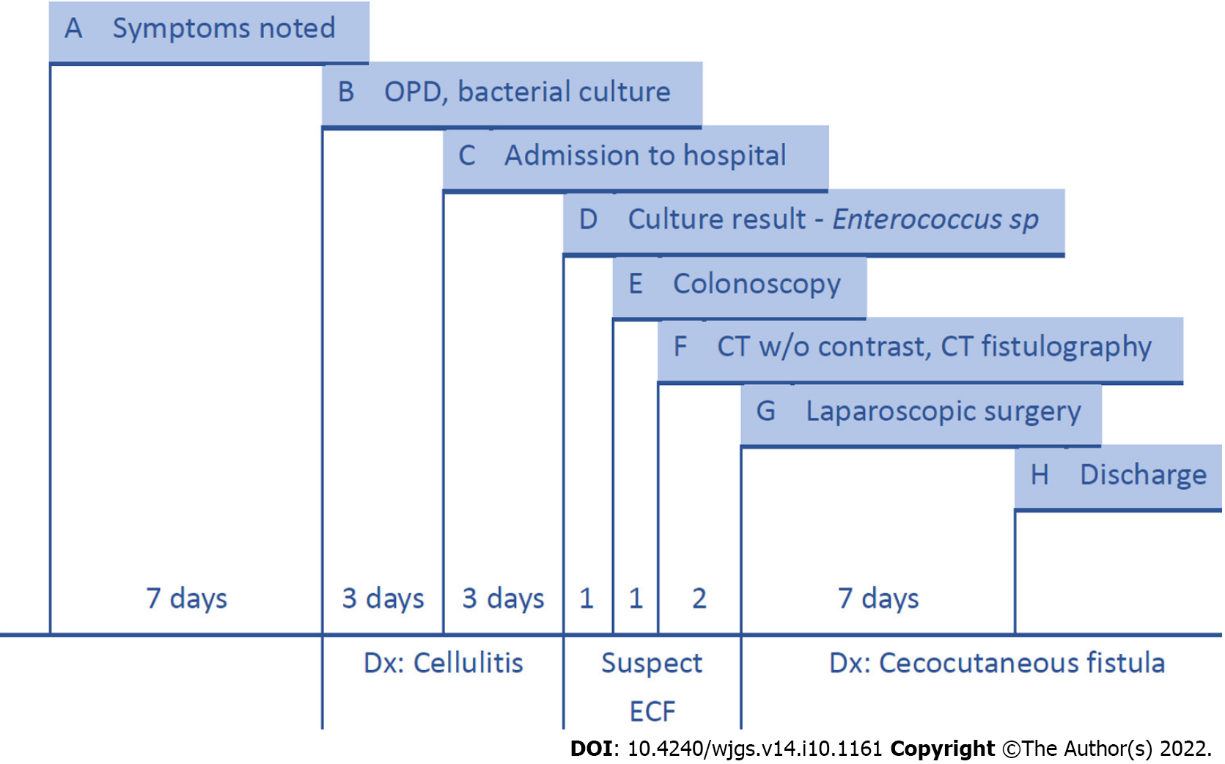 A Symptoms noted
B OPD, bacterial culture
C Admission to hospital
D Culture result - Enterococcus sp
E Colonoscopy
F CT w/o contrast, CT fistulography
G Laparoscopic surgery
H Discharge
7 days 3 days 3 days 1 1 2 7 days
Dx: Cellulitis Suspect Dx: Cecocutaneous fistula
ECF
DOI: 10.4240/wjgs.v14.i10.1161 Copyright ©The Author(s) 2022.